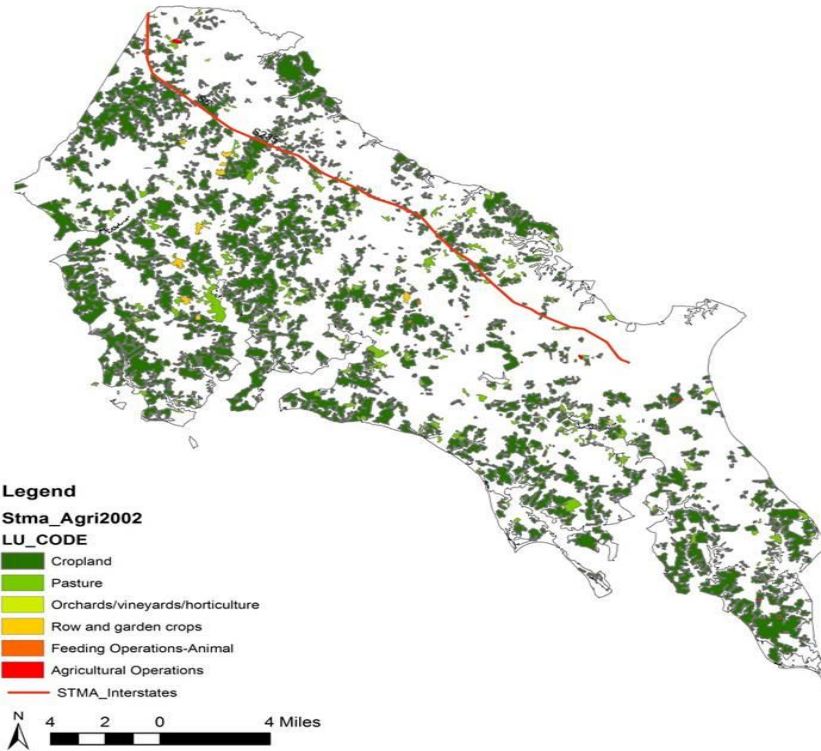 Legend
Stma_Agri2002
LU_CODE
Cropland
Pasture
Orchards/vineyards/horticulture
Row and garden crops
Feeding Operations-Animal
Agricultural Operations
STMA_Interstates
N
4 2 0 4 Miles